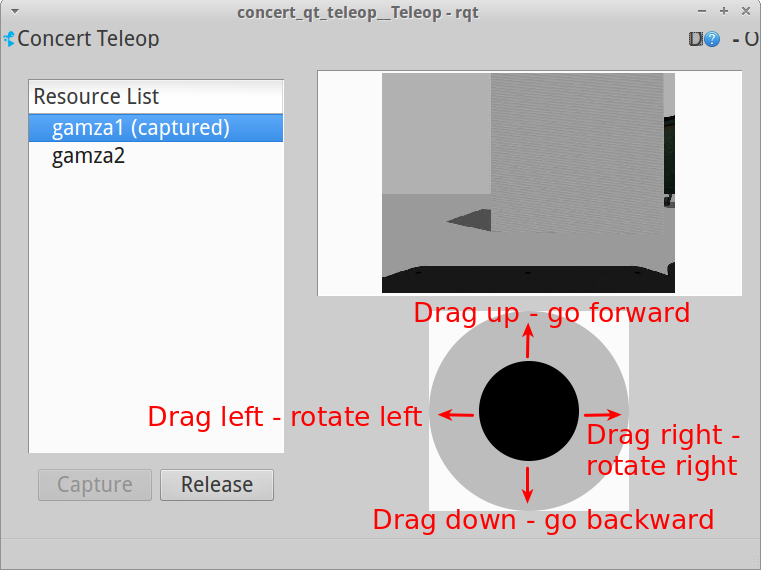 concert_qt_teleop__Teleop - rqt
Concert Teleop
D ? - O
Resource List
gamza1 (captured)
gamza2
Drag up - go forward
Drag left - rotate left
Drag right -
rotate right
Capture
Release
Drag down - go backward